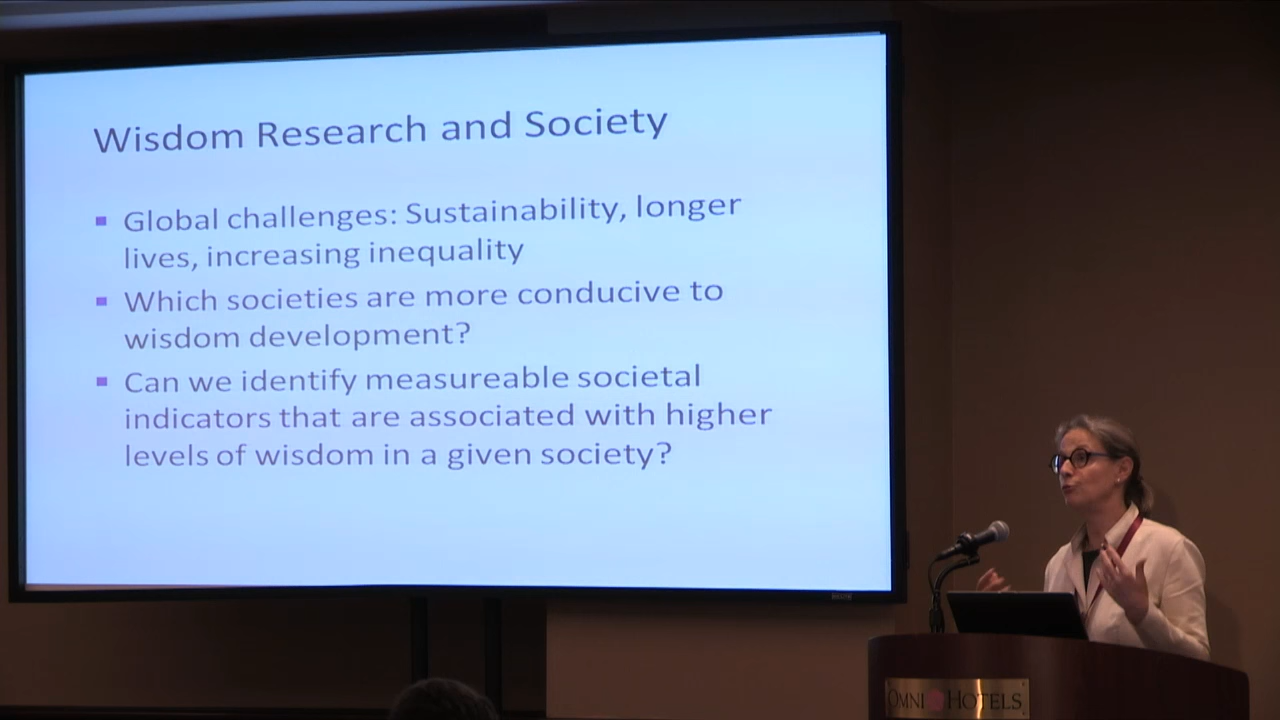 Wisdom Research and Society
▪ Global challenges: Sustainability, longer
lives, increasing inequality
▪ Which societies are more conducive to
wisdom development?
▪ Can we identify measureable societal
indicators that are associated with higher
levels of wisdom in a given society?
OMNI HOTELS